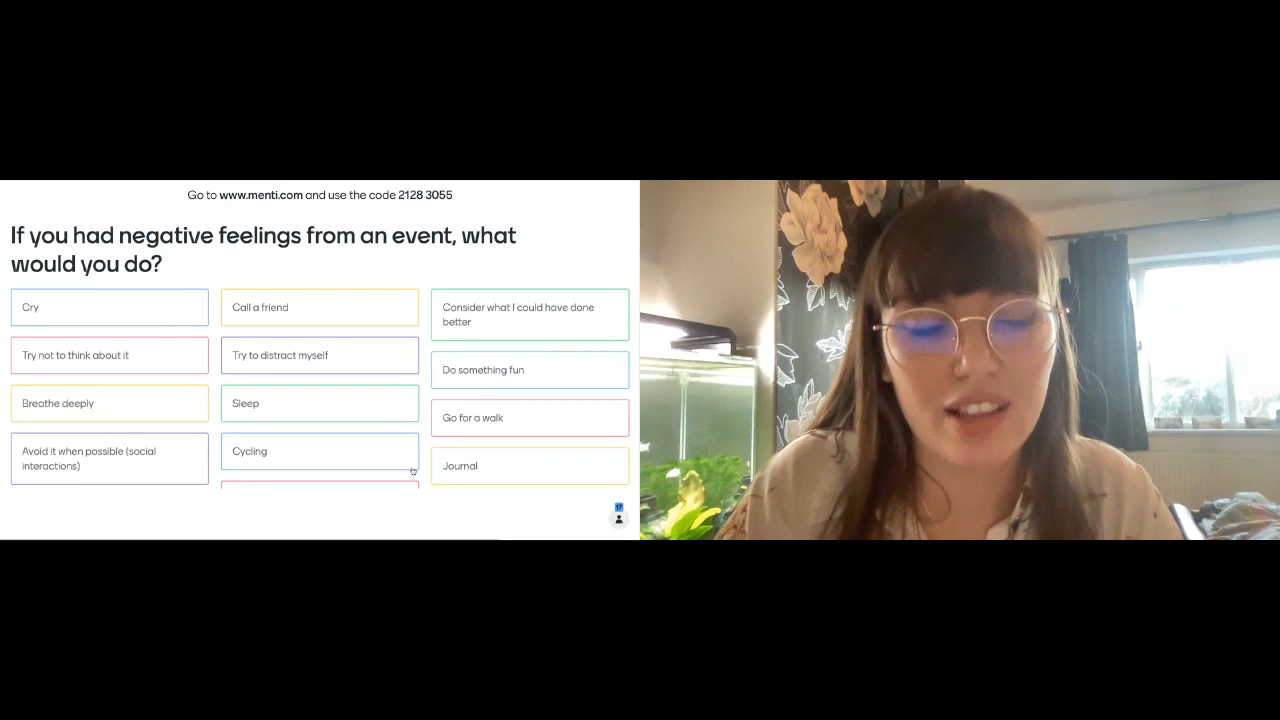 Go to www.menti.com and use the code 2128 3055
If you had negative feelings from an event, what
would you do?
Cry
Try not to think about it
Breathe deeply
Avoid it when possible (social
interactions)
Call a friend
Try to distract myself
Sleep
Cycling
Consider what I could have done
better
Do something fun
Go for a walk
Journal
17